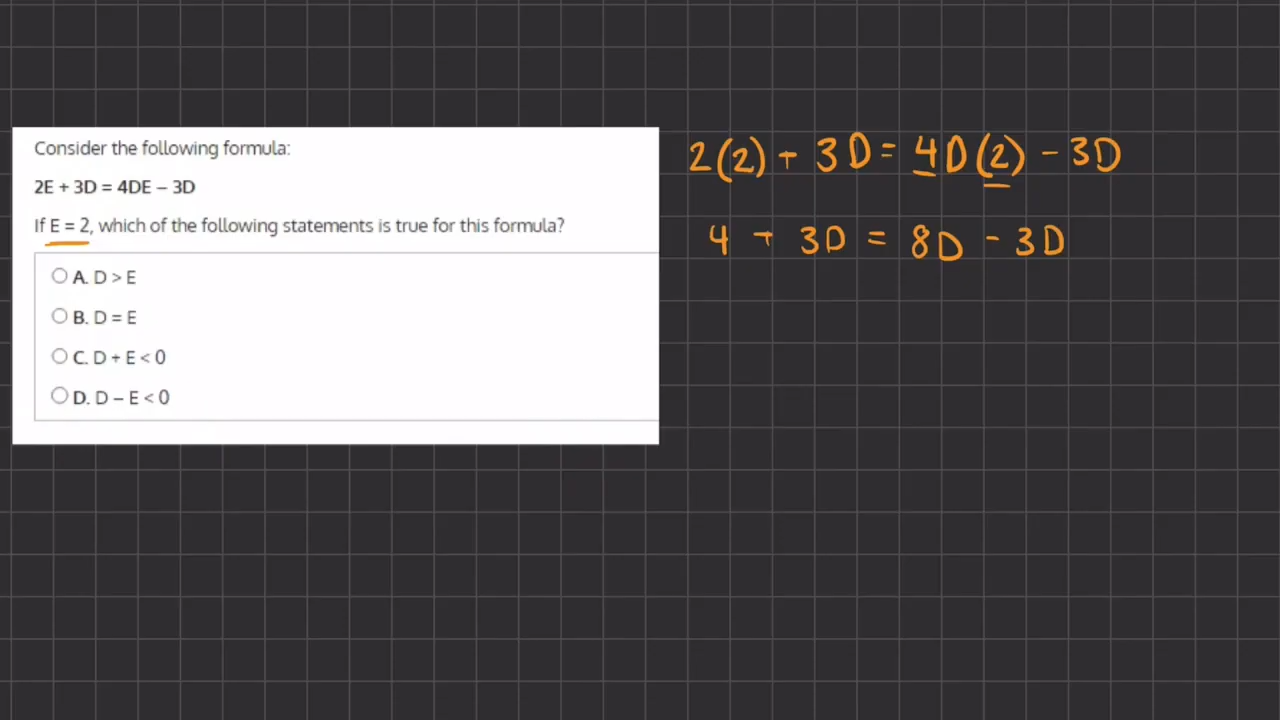 Consider the following formula:
2E + 3D = 4DE – 3D
If E = 2, which of the following statements is true for this formula?
A. D > E
B. D = E
C. D + E < 0
D. D – E < 0
2(2) + 3D = 4D(2) - 3D
4 + 3D = 8D - 3D